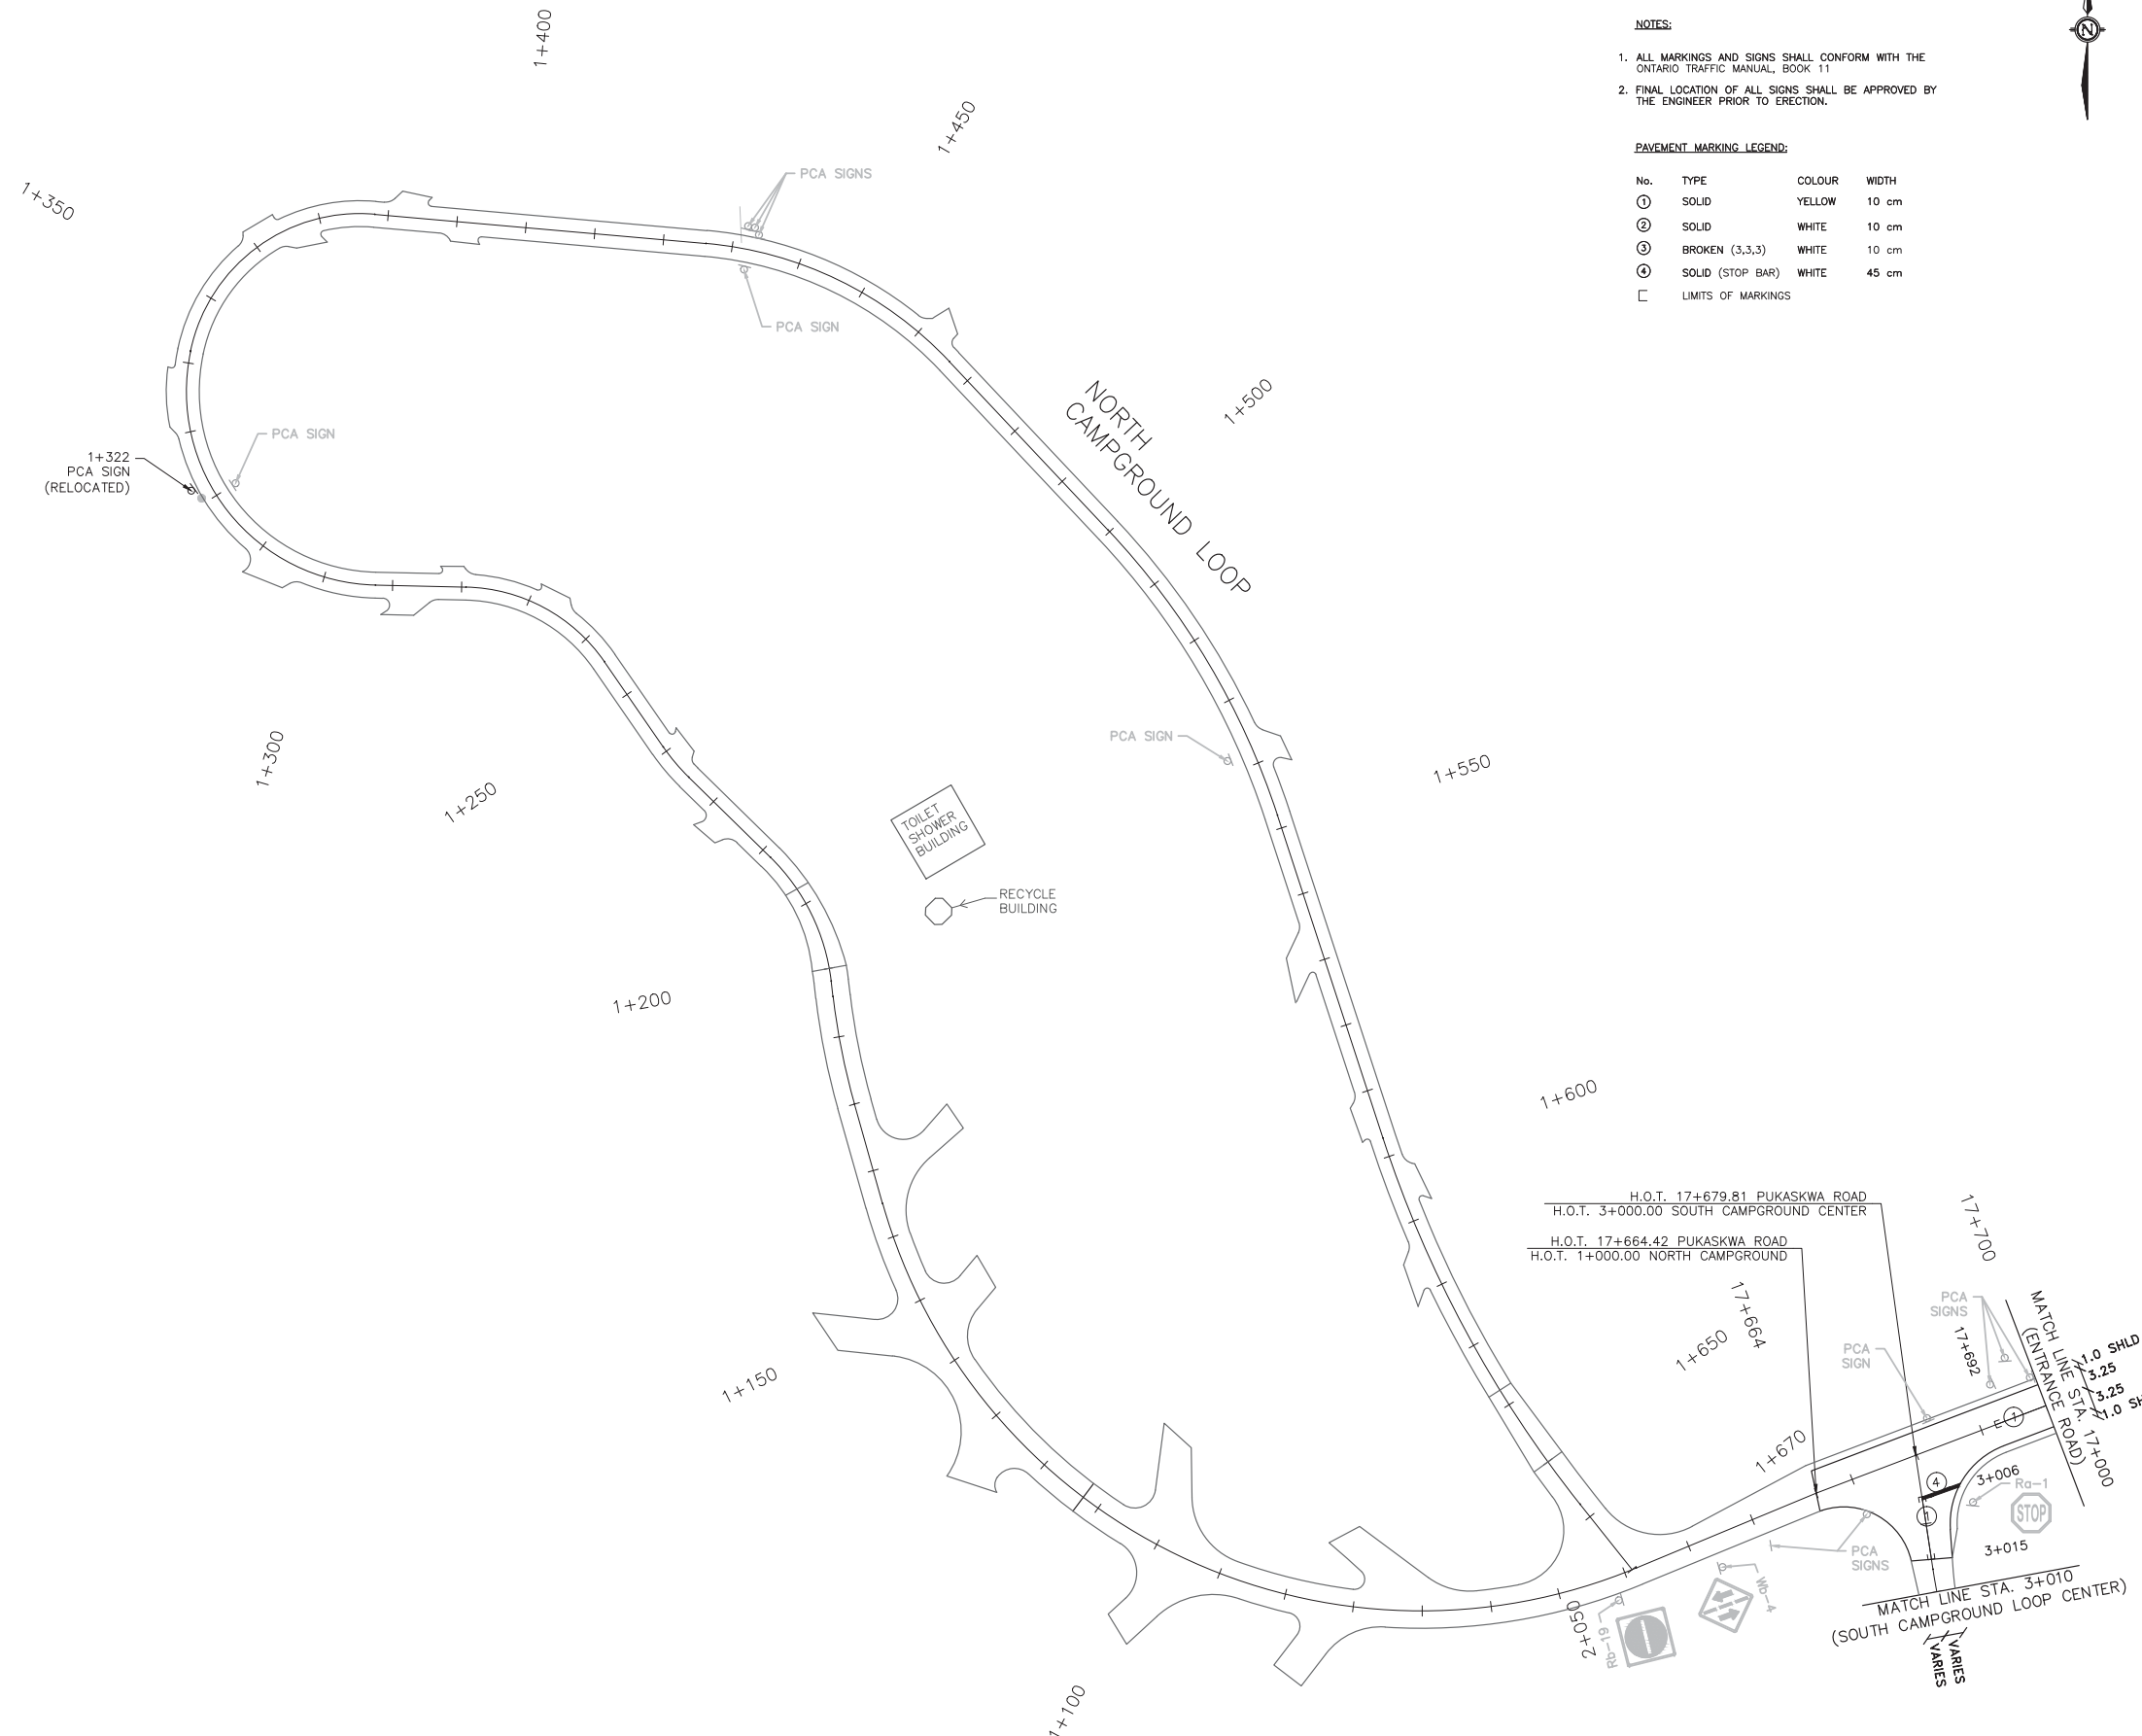 NOTES:
1. ALL MARKINGS AND SIGNS SHALL CONFORM WITH THE
ONTARIO TRAFFIC MANUAL, BOOK 11
2. FINAL LOCATION OF ALL SIGNS SHALL BE APPROVED BY
THE ENGINEER PRIOR TO ERECTION.
N
PAVEMENT MARKING LEGEND:
No. TYPE COLOUR WIDTH
1 SOLID YELLOW 10 cm
2 SOLID WHITE 10 cm
3 BROKEN (3,3,3) WHITE 10 cm
4 SOLID (STOP BAR) WHITE 45 cm
LIMITS OF MARKINGS
1+400
1+450
1+350
PCA SIGNS
PCA SIGN
1+500
NORTH
CAMPGROUND LOOP
PCA SIGN
1+322
PCA SIGN
(RELOCATED)
PCA SIGN
1+300
1+250
1+550
TOILET
SHOWER
BUILDING
RECYCLE
BUILDING
1+200
1+600
H.O.T. 17+679.81 PUKASKWA ROAD
H.O.T. 3+000.00 SOUTH CAMPGROUND CENTER
H.O.T. 17+664.42 PUKASKWA ROAD
H.O.T. 1+000.00 NORTH CAMPGROUND
17+700
17+664
1+650
PCA
SIGNS
17+692
PCA
SIGN
MATCH LINE STA. 17+000
(ENTRANCE ROAD)
1.0 SHLD
3.25
3.25
1.0 SH
1
1+150
1+670
4
3+006
Ra-1
STOP
1
3+015
PCA
SIGNS
Wb-4
Rb-19
2+050
MATCH LINE STA. 3+010
(SOUTH CAMPGROUND LOOP CENTER)
VARIES
VARIES
1+100